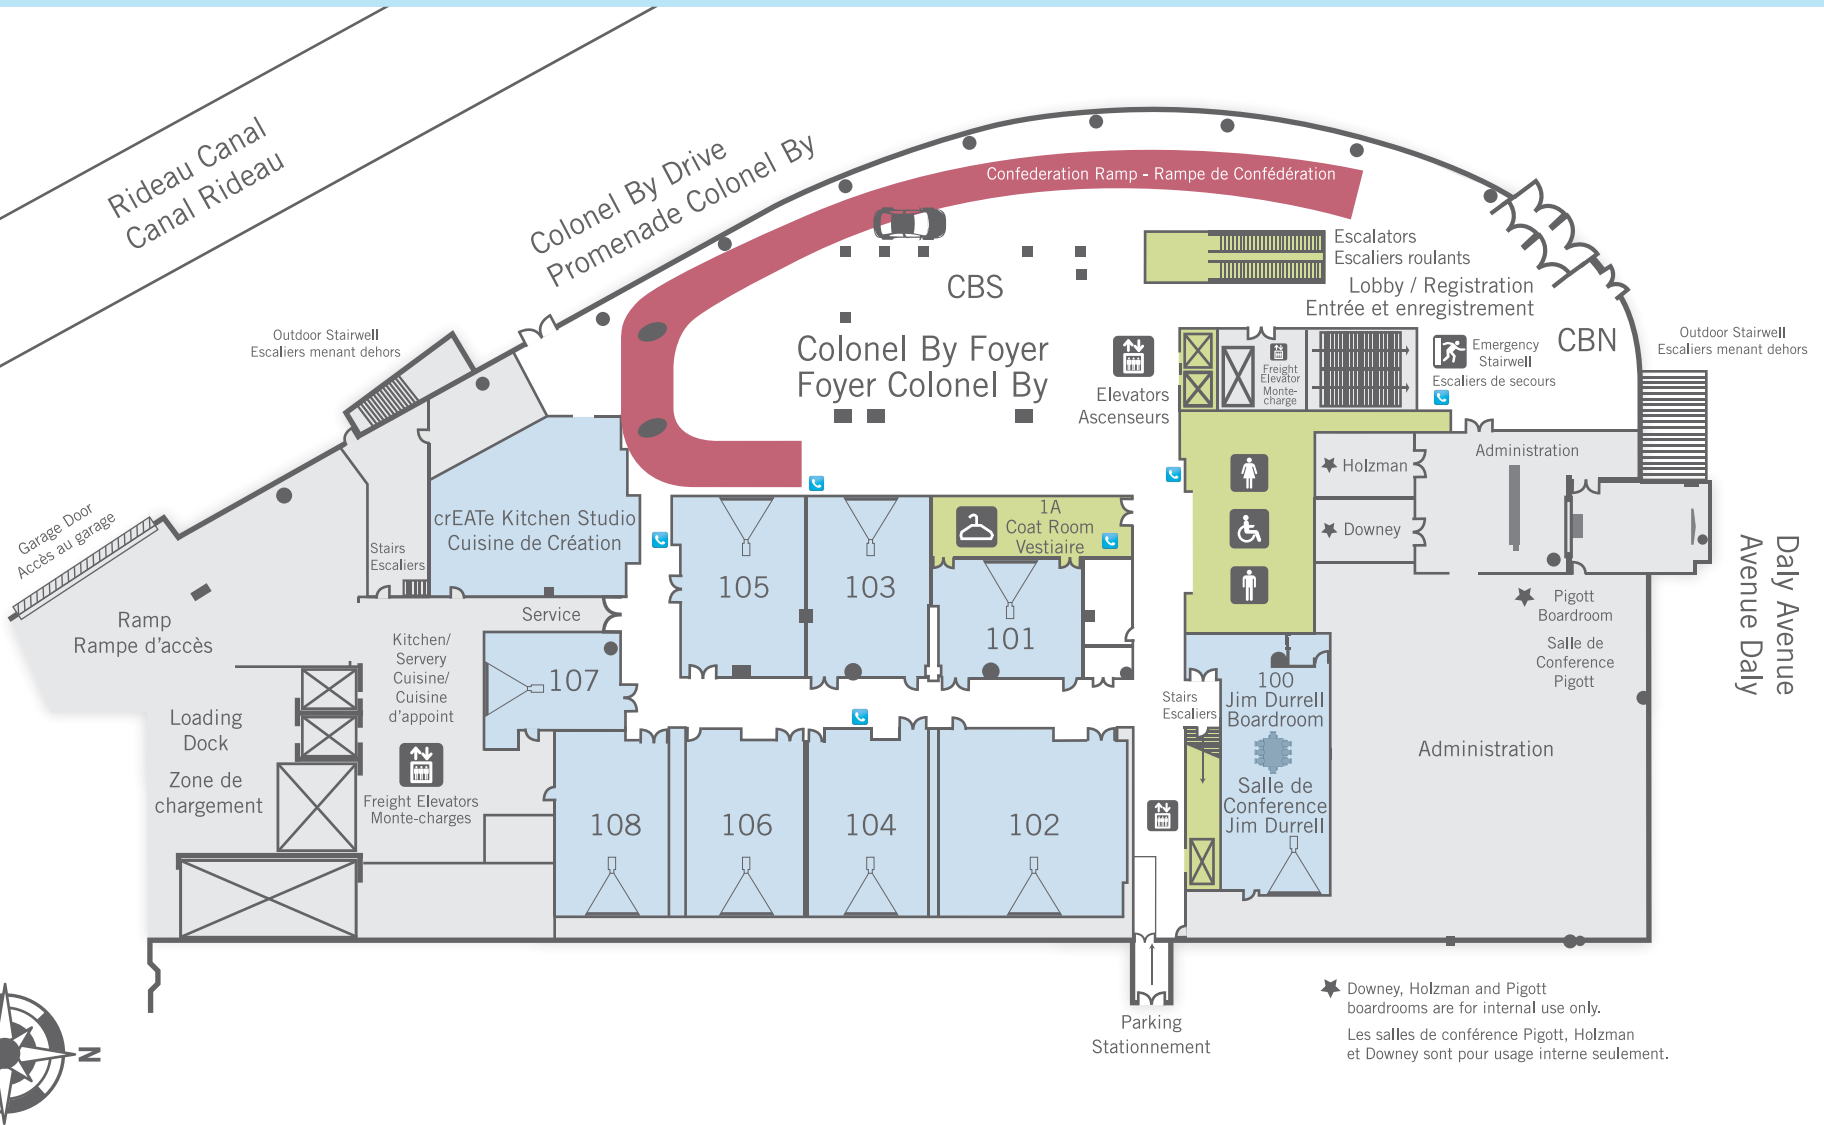 Rideau Canal
Canal Rideau
Colonel By Drive
Promenade Colonel By
Confederation Ramp - Rampe de Confédération
Escalators
Escaliers roulants
Lobby / Registration
Entrée et enregistrement
CBS
CBN
Colonel By Foyer
Foyer Colonel By
Outdoor Stairwell
Escaliers menant dehors
Elevators
Ascenseurs
Freight
Elevator
Monte-
charge
Emergency
Stairwell
Escaliers de secours
Outdoor Stairwell
Escaliers menant dehors
Administration
Holzman
Downey
Garage Door
Accès au garage
Stairs
Escaliers
crEATe Kitchen Studio
Cuisine de Création
1A
Coat Room
Vestiaire
105
103
101
Daly Avenue
Avenue Daly
Pigott
Boardroom
Salle de
Conference
Pigott
Ramp
Rampe d'accès
Service
Kitchen/
Servery
Cuisine/
Cuisine
d'appoint
107
Loading
Dock
Zone de
chargement
Freight Elevators
Monte-charges
Stairs
Escaliers
100
Jim Durrell
Boardroom
Salle de
Conference
Jim Durrell
Administration
108
106
104
102
Parking
Stationnement
Downey, Holzman and Pigott
boardrooms are for internal use only.
Les salles de conférence Pigott, Holzman
et Downey sont pour usage interne seulement.
N